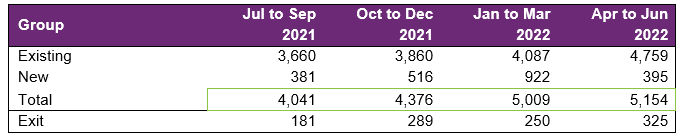 Group Jul to Sep 2021 Oct to Dec 2021 Jan to Mar 2022 Apr to Jun 2022
Existing 3,660 3,860 4,087 4,759
New 381 516 922 395
Total 4,041 4,376 5,009 5,154
Exit 181 289 250 325